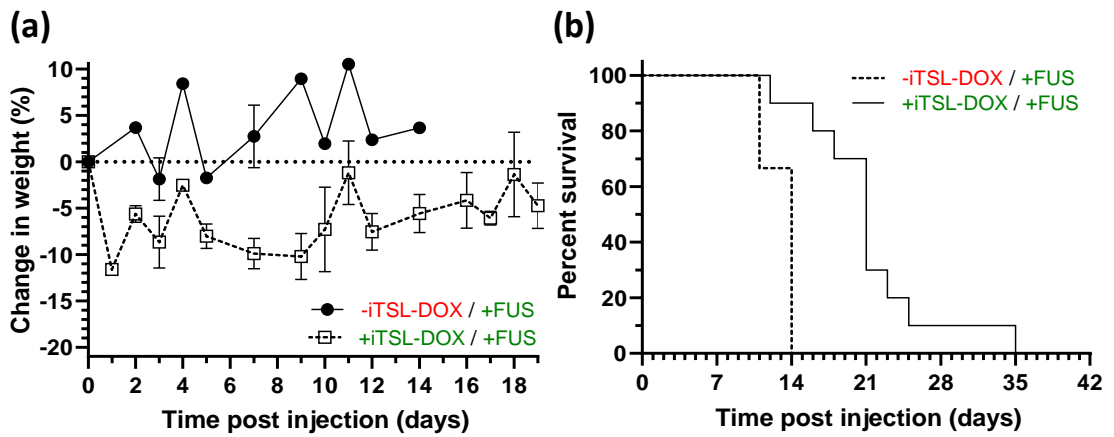 (a)
Change in weight (%)
10
5
0
-5
-10
-15
-20
-iTSL-DOX / +FUS
+iTSL-DOX / +FUS
0 2 4 6 8 10 12 14 16 18
Time post injection (days)
(b)
Percent survival
100
80
60
40
20
0
-iTSL-DOX / +FUS
+iTSL-DOX / +FUS
0 7 14 21 28 35 42
Time post injection (days)